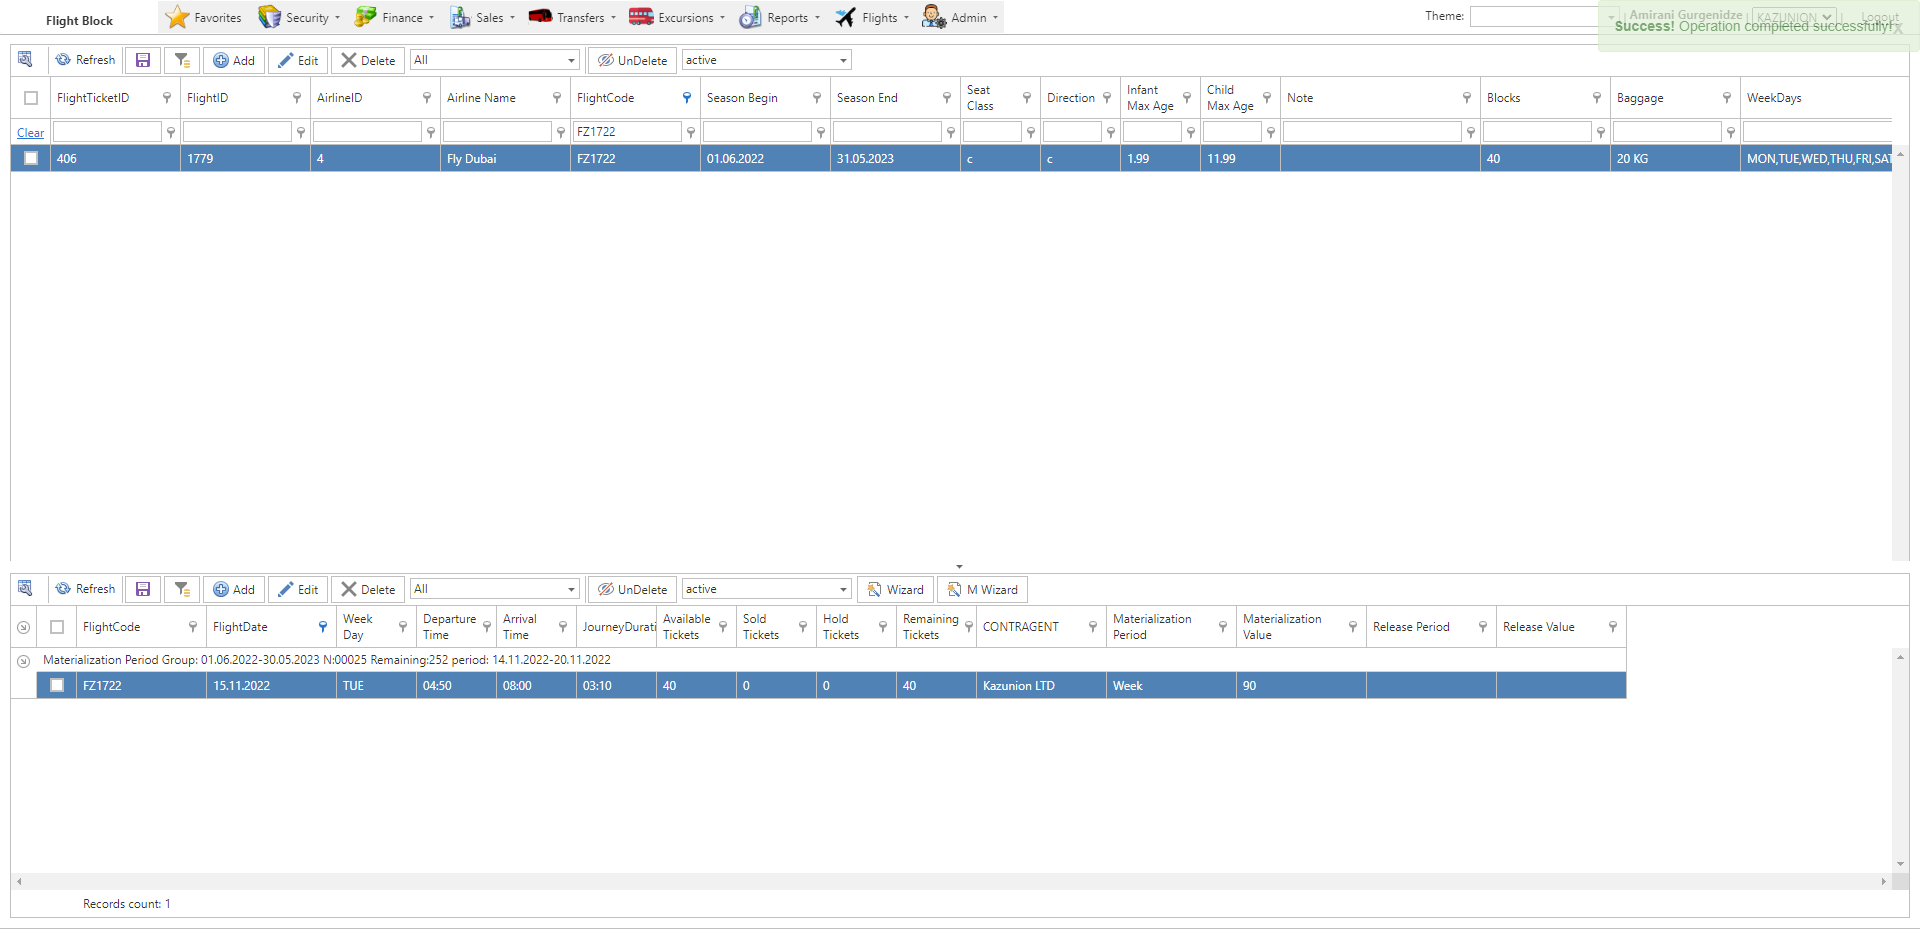 Flight Block Favorites Security Finance Sales Transfers Excursions Reports Flights Admin Theme: | Amirani Gurgenidze | KAZUNION | Logout
Success! Operation completed successfully! X
Refresh Add Edit Delete All UnDelete active
FlightTicketID FlightID AirlineID Airline Name FlightCode Season Begin Season End Seat Class Direction Infant Max Age Child Max Age Note Blocks Baggage WeekDays
Clear FZ1722
406 1779 4 Fly Dubai FZ1722 01.06.2022 31.05.2023 c c 1.99 11.99 40 20 KG MON,TUE,WED,THU,FRI,SAT
Refresh Add Edit Delete All UnDelete active Wizard M Wizard
FlightCode FlightDate Week Day Departure Time Arrival Time JourneyDurati Available Tickets Sold Tickets Hold Tickets Remaining Tickets CONTRAGENT Materialization Period Materialization Value Release Period Release Value
Materialization Period Group: 01.06.2022-30.05.2023 N:00025 Remaining:252 period: 14.11.2022-20.11.2022
FZ1722 15.11.2022 TUE 04:50 08:00 03:10 40 0 0 40 Kazunion LTD Week 90
Records count: 1